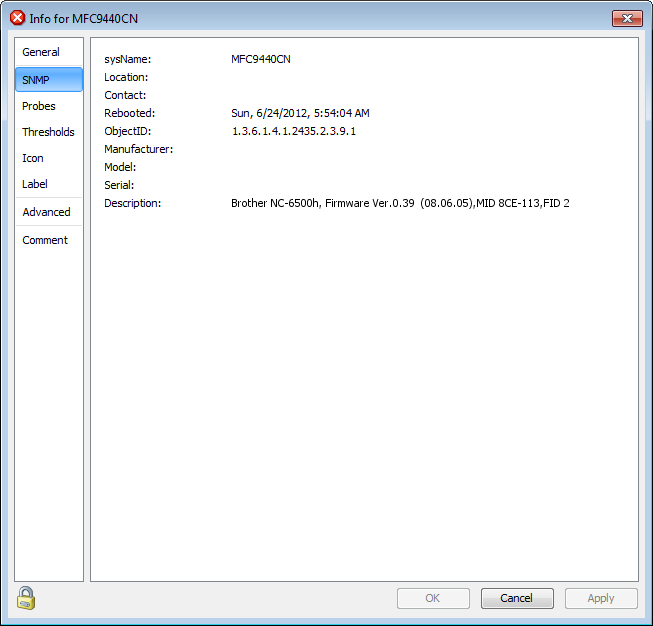 Info for MFC9440CN
General
SNMP
Probes
Thresholds
Icon
Label
Advanced
Comment
sysName: MFC9440CN
Location:
Contact:
Rebooted: Sun, 6/24/2012, 5:54:04 AM
ObjectID: 1.3.6.1.4.1.2435.2.3.9.1
Manufacturer:
Model:
Serial:
Description: Brother NC-6500h, Firmware Ver.0.39 (08.06.05),MID 8CE-113,FID 2
OK Cancel Apply